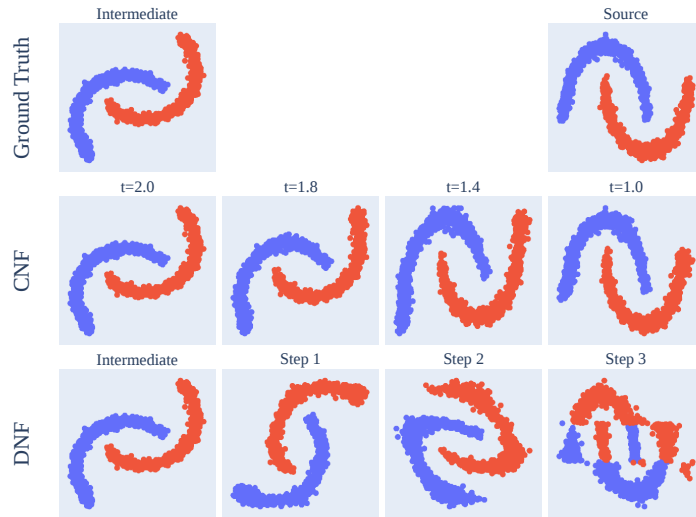 Intermediate
Source
Ground Truth
t=2.0
t=1.8
t=1.4
t=1.0
CNF
Intermediate
Step 1
Step 2
Step 3
DNF